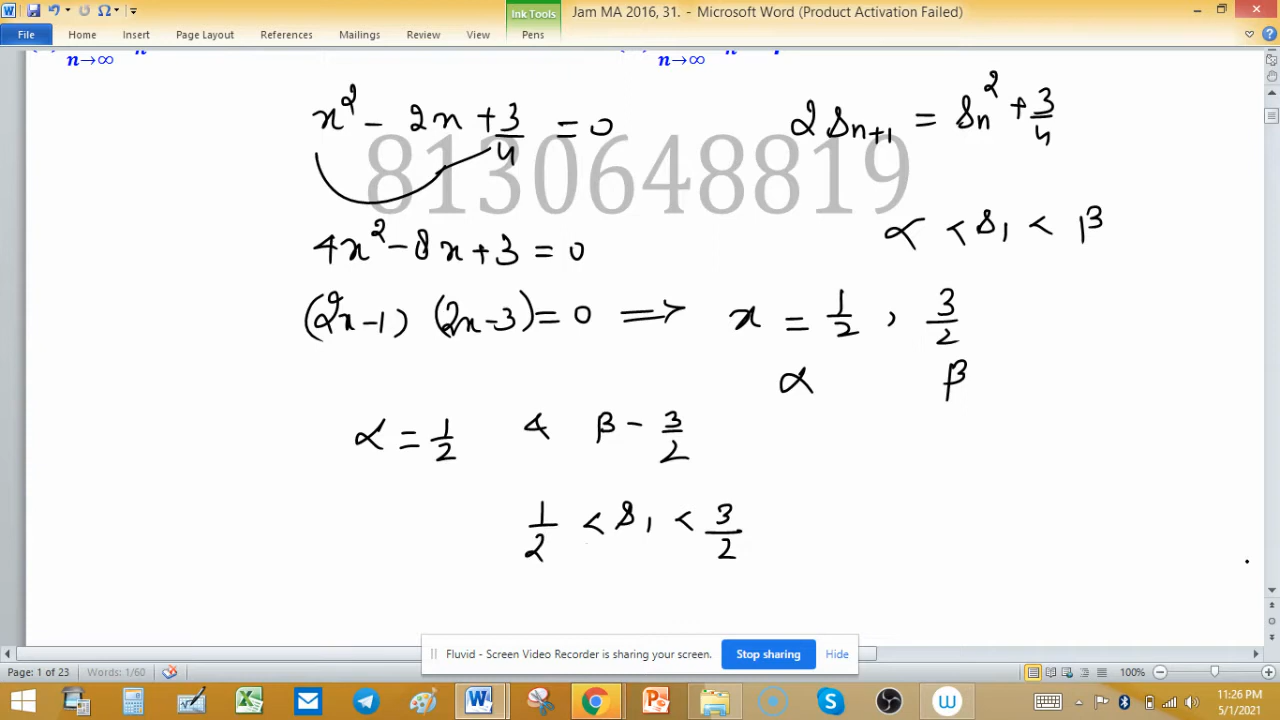 Ink Tools
Jam MA 2016, 31. - Microsoft Word (Product Activation Failed)
File Home Insert Page Layout References Mailings Review View Pens
n→∞ n→∞
x² - 2x + 3/4 = 0
2 Sn+1 = Sn² + 3/4
8130648819
α < S1 < β
4x² - 8x + 3 = 0
(2x-1) (2x-3) = 0 ⟹ x = 1/2 , 3/2
α β
α = 1/2 & β - 3/2
1/2 < S1 < 3/2
Fluvid - Screen Video Recorder is sharing your screen. Stop sharing Hide
Page: 1 of 23 Words: 1/60 100%
11:26 PM
5/1/2021